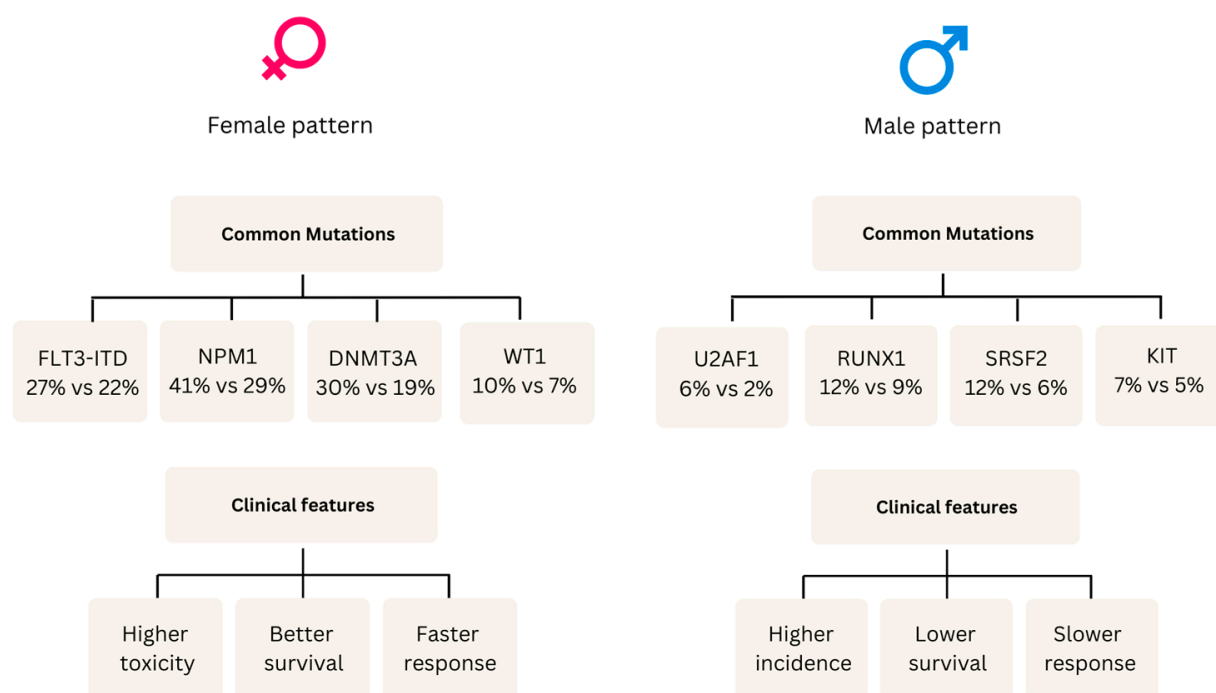 Female pattern
Common Mutations
FLT3-ITD
27% vs 22%
NPM1
41% vs 29%
DNMT3A
30% vs 19%
WT1
10% vs 7%
Clinical features
Higher
toxicity
Better
survival
Faster
response
Male pattern
Common Mutations
U2AF1
6% vs 2%
RUNX1
12% vs 9%
SRSF2
12% vs 6%
KIT
7% vs 5%
Clinical features
Higher
incidence
Lower
survival
Slower
response